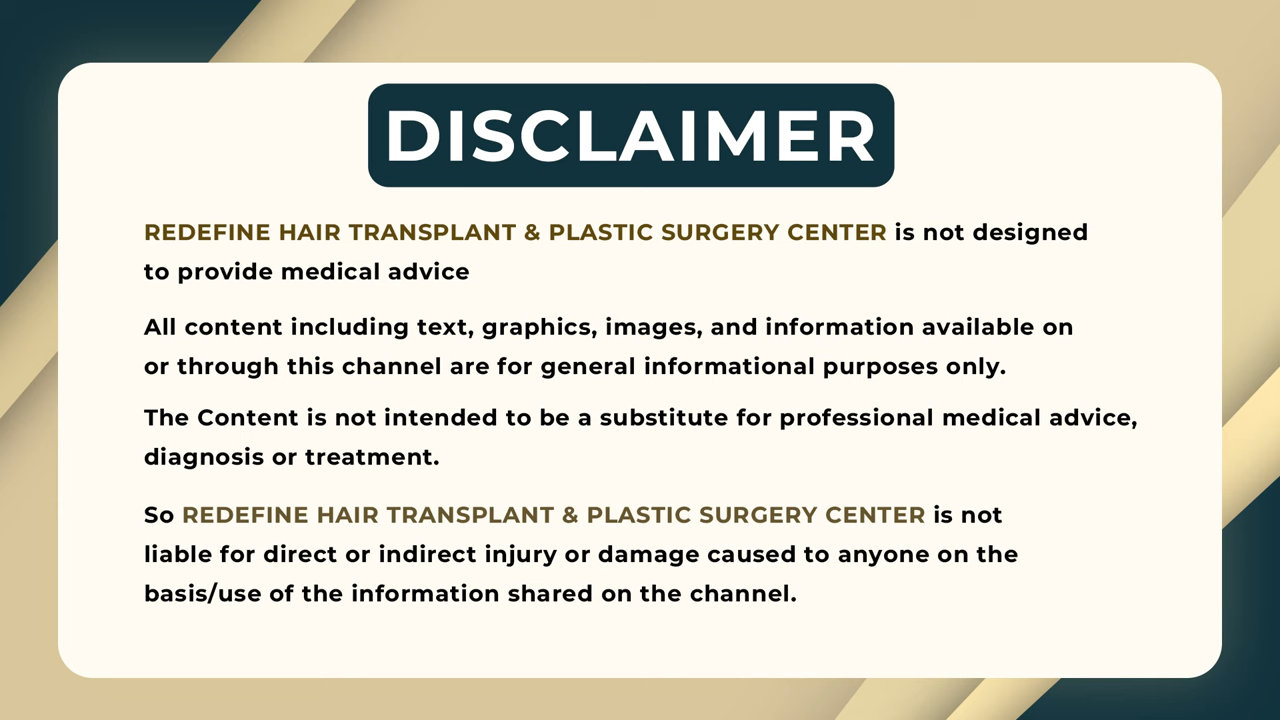 DISCLAIMER
REDEFINE HAIR TRANSPLANT & PLASTIC SURGERY CENTER is not designed
to provide medical advice
All content including text, graphics, images, and information available on
or through this channel are for general informational purposes only.
The Content is not intended to be a substitute for professional medical advice,
diagnosis or treatment.
So REDEFINE HAIR TRANSPLANT & PLASTIC SURGERY CENTER is not
liable for direct or indirect injury or damage caused to anyone on the
basis/use of the information shared on the channel.